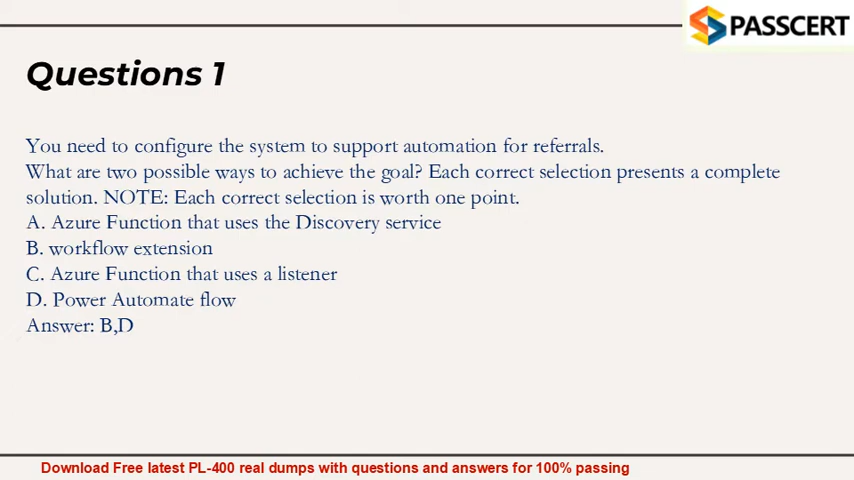 PASSCERT
Questions 1
You need to configure the system to support automation for referrals.
What are two possible ways to achieve the goal? Each correct selection presents a complete
solution. NOTE: Each correct selection is worth one point.
A. Azure Function that uses the Discovery service
B. workflow extension
C. Azure Function that uses a listener
D. Power Automate flow
Answer: B,D
Download Free latest PL-400 real dumps with questions and answers for 100% passing